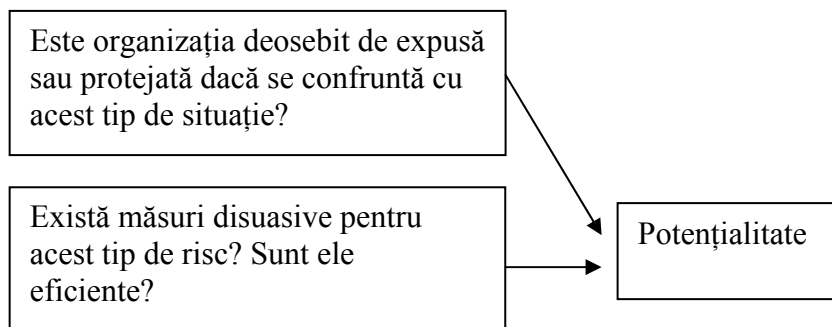 Este organizația deosebit de expusă
sau protejată dacă se confruntă cu
acest tip de situație?
Există măsuri disuasive pentru
acest tip de risc? Sunt ele
eficiente?
Potențialitate